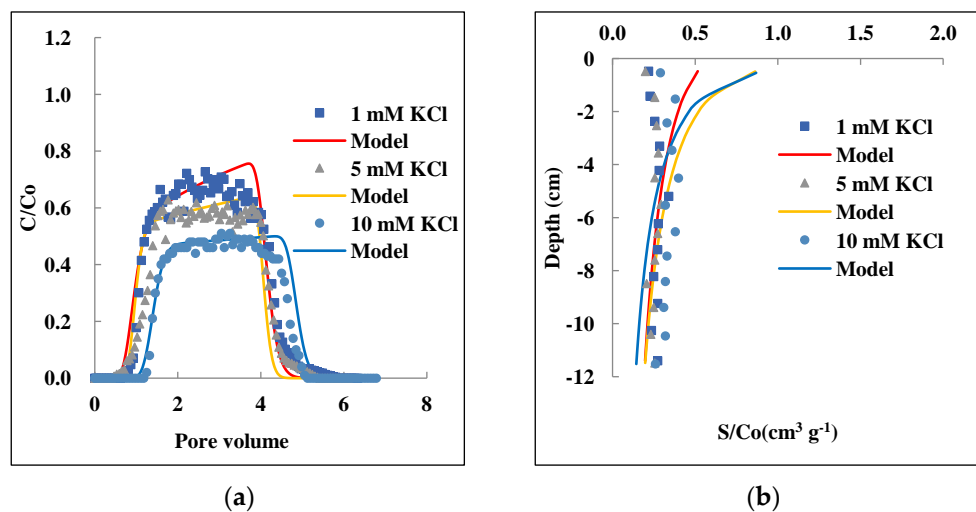 1.2
1.0
0.8
0.6
0.4
0.2
0.0
C/Co
0
2
4
6
8
Pore volume
1 mM KCl
Model
5 mM KCl
Model
10 mM KCl
Model
(a)
0.0
0.5
1.0
1.5
2.0
0
-2
-4
-6
-8
-10
-12
Depth (cm)
1 mM KCl
Model
5 mM KCl
Model
10 mM KCl
Model
S/Co(cm³ g⁻¹)
(b)